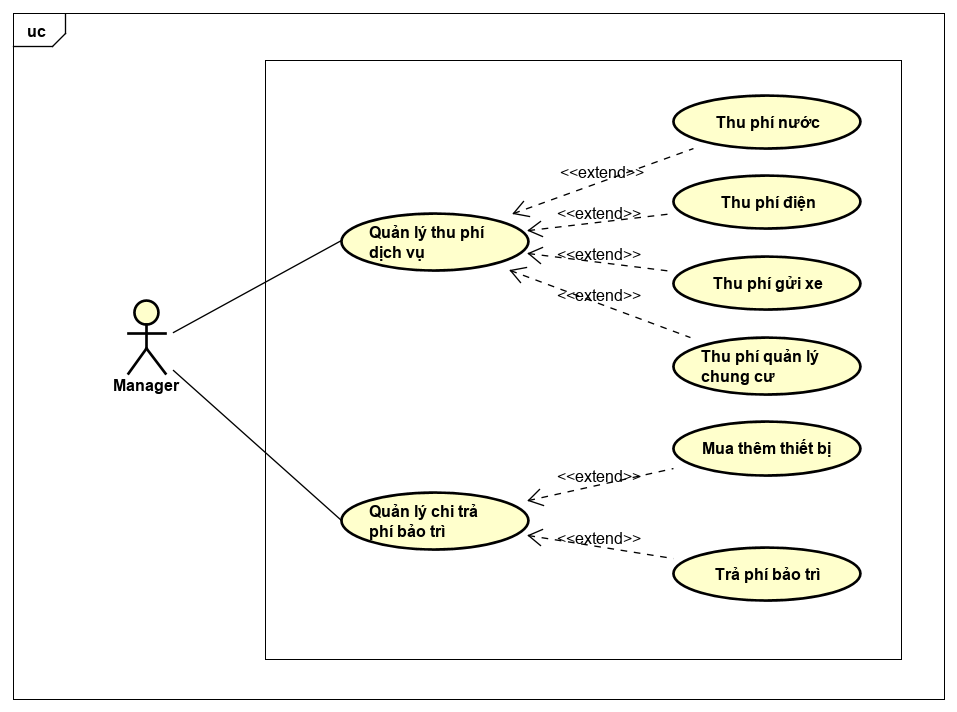 uc
Thu phí nước
<<extend>>
Thu phí điện
<<extend>>
Quản lý thu phí
dịch vụ
<<extend>>
Thu phí gửi xe
<<extend>>
Thu phí quản lý
chung cư
Manager
Mua thêm thiết bị
<<extend>>
Quản lý chi trả
phí bảo trì
<<extend>>
Trả phí bảo trì